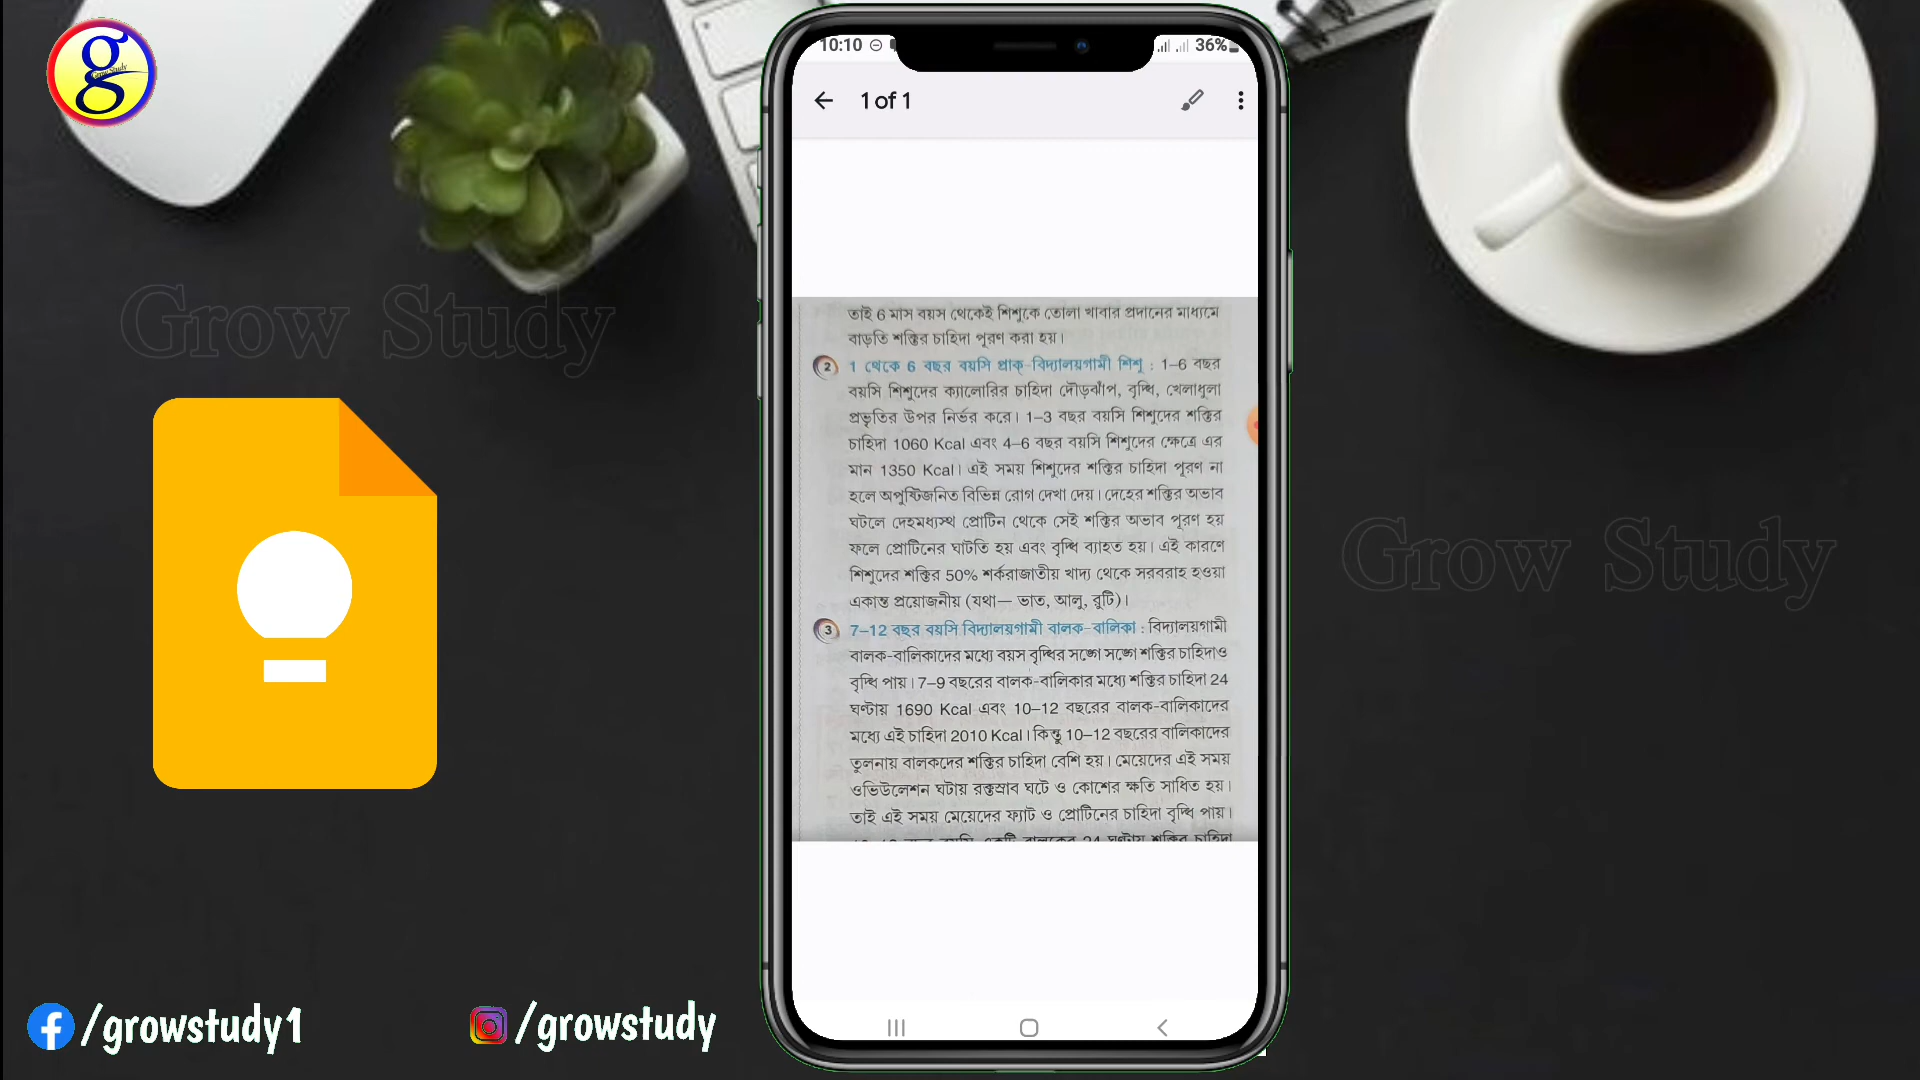 Grow Study
10:10
36%
1 of 1
তাই 6 মাস বয়স থেকেই শিশুকে তোলা খাবার প্রদানের মাধ্যমে
বাড়তি শক্তির চাহিদা পূরণ করা হয়।
2 1 থেকে 6 বছর বয়সি প্রাক্-বিদ্যালয়গামী শিশু : 1–6 বছর
বয়সি শিশুদের ক্যালোরির চাহিদা দৌড়ঝাঁপ, বৃদ্ধি, খেলাধুলা
প্রভৃতির উপর নির্ভর করে। 1–3 বছর বয়সি শিশুদের শক্তির
চাহিদা 1060 Kcal এবং 4–6 বছর বয়সি শিশুদের ক্ষেত্রে এর
মান 1350 Kcal। এই সময় শিশুদের শক্তির চাহিদা পূরণ না
হলে অপুষ্টিজনিত বিভিন্ন রোগ দেখা দেয়। দেহের শক্তির অভাব
ঘটলে দেহমধ্যস্থ প্রোটিন থেকে সেই শক্তির অভাব পূরণ হয়
ফলে প্রোটিনের ঘাটতি হয় এবং বৃদ্ধি ব্যাহত হয়। এই কারণে
শিশুদের শক্তির 50% শর্করাজাতীয় খাদ্য থেকে সরবরাহ হওয়া
একান্ত প্রয়োজনীয় (যথা— ভাত, আলু, রুটি)।
3 7–12 বছর বয়সি বিদ্যালয়গামী বালক-বালিকা : বিদ্যালয়গামী
বালক-বালিকাদের মধ্যে বয়স বৃদ্ধির সঙ্গে সঙ্গে শক্তির চাহিদাও
বৃদ্ধি পায়। 7–9 বছরের বালক-বালিকার মধ্যে শক্তির চাহিদা 24
ঘণ্টায় 1690 Kcal এবং 10–12 বছরের বালক-বালিকাদের
মধ্যে এই চাহিদা 2010 Kcal। কিন্তু 10–12 বছরের বালিকাদের
তুলনায় বালকদের শক্তির চাহিদা বেশি হয়। মেয়েদের এই সময়
ওভিউলেশন ঘটায় রক্তস্রাব ঘটে ও কোশের ক্ষতি সাধিত হয়।
তাই এই সময় মেয়েদের ফ্যাট ও প্রোটিনের চাহিদা বৃদ্ধি পায়।
Grow Study
Grow Study
/growstudy1
/growstudy